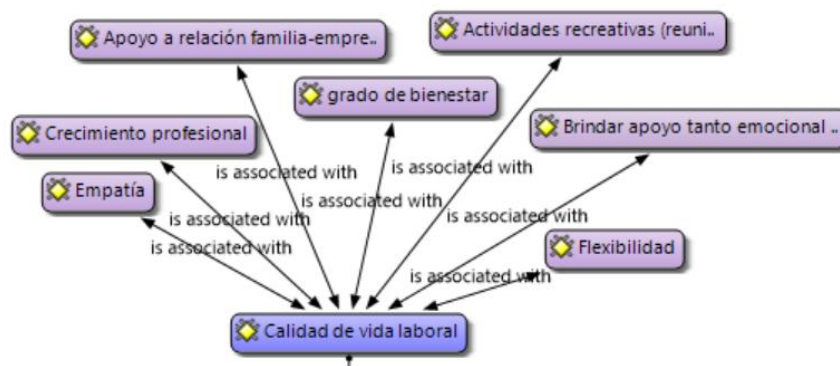 Actividades recreativas (reuni..
Apoyo a relación familia-empre..
grado de bienestar
Brindar apoyo tanto emocional ..
Crecimiento profesional
is associated with
is associated with
is associated with
Empatía
is associated with
is associated with
is associated with
Flexibilidad
is associated with
Calidad de vida laboral